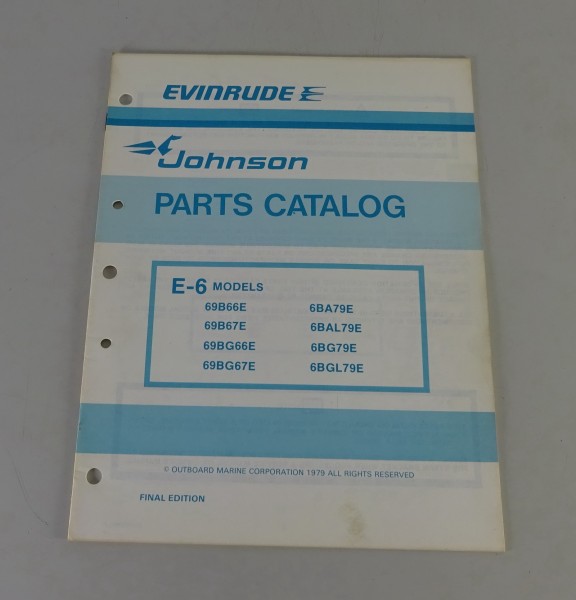 EVINRUDE
Johnson
PARTS CATALOG
E-6 MODELS
69B66E 6BA79E
69B67E 6BAL79E
69BG66E 6BG79E
69BG67E 6BGL79E
© OUTBOARD MARINE CORPORATION 1979 ALL RIGHTS RESERVED
FINAL EDITION